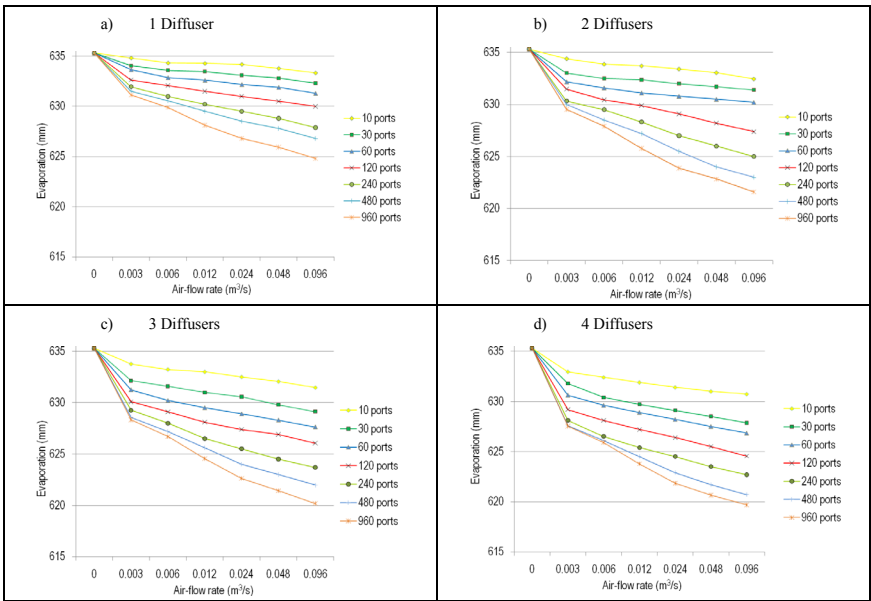 a) 1 Diffuser
635
630
625
620
615
Evaporation (mm)
0 0.003 0.006 0.012 0.024 0.048 0.096
Air-flow rate (m³/s)
10 ports
30 ports
60 ports
120 ports
240 ports
480 ports
960 ports
b) 2 Diffusers
635
630
625
620
615
Evaporation (mm)
0 0.003 0.006 0.012 0.024 0.048 0.096
Air-flow rate (m³/s)
10 ports
30 ports
60 ports
120 ports
240 ports
480 ports
960 ports
c) 3 Diffusers
635
630
625
620
615
Evaporation (mm)
0 0.003 0.006 0.012 0.024 0.048 0.096
Air-flow rate (m³/s)
10 ports
30 ports
60 ports
120 ports
240 ports
480 ports
960 ports
d) 4 Diffusers
635
630
625
620
615
Evaporation (mm)
0 0.003 0.006 0.012 0.024 0.048 0.096
Air-flow rate (m³/s)
10 ports
30 ports
60 ports
120 ports
240 ports
480 ports
960 ports